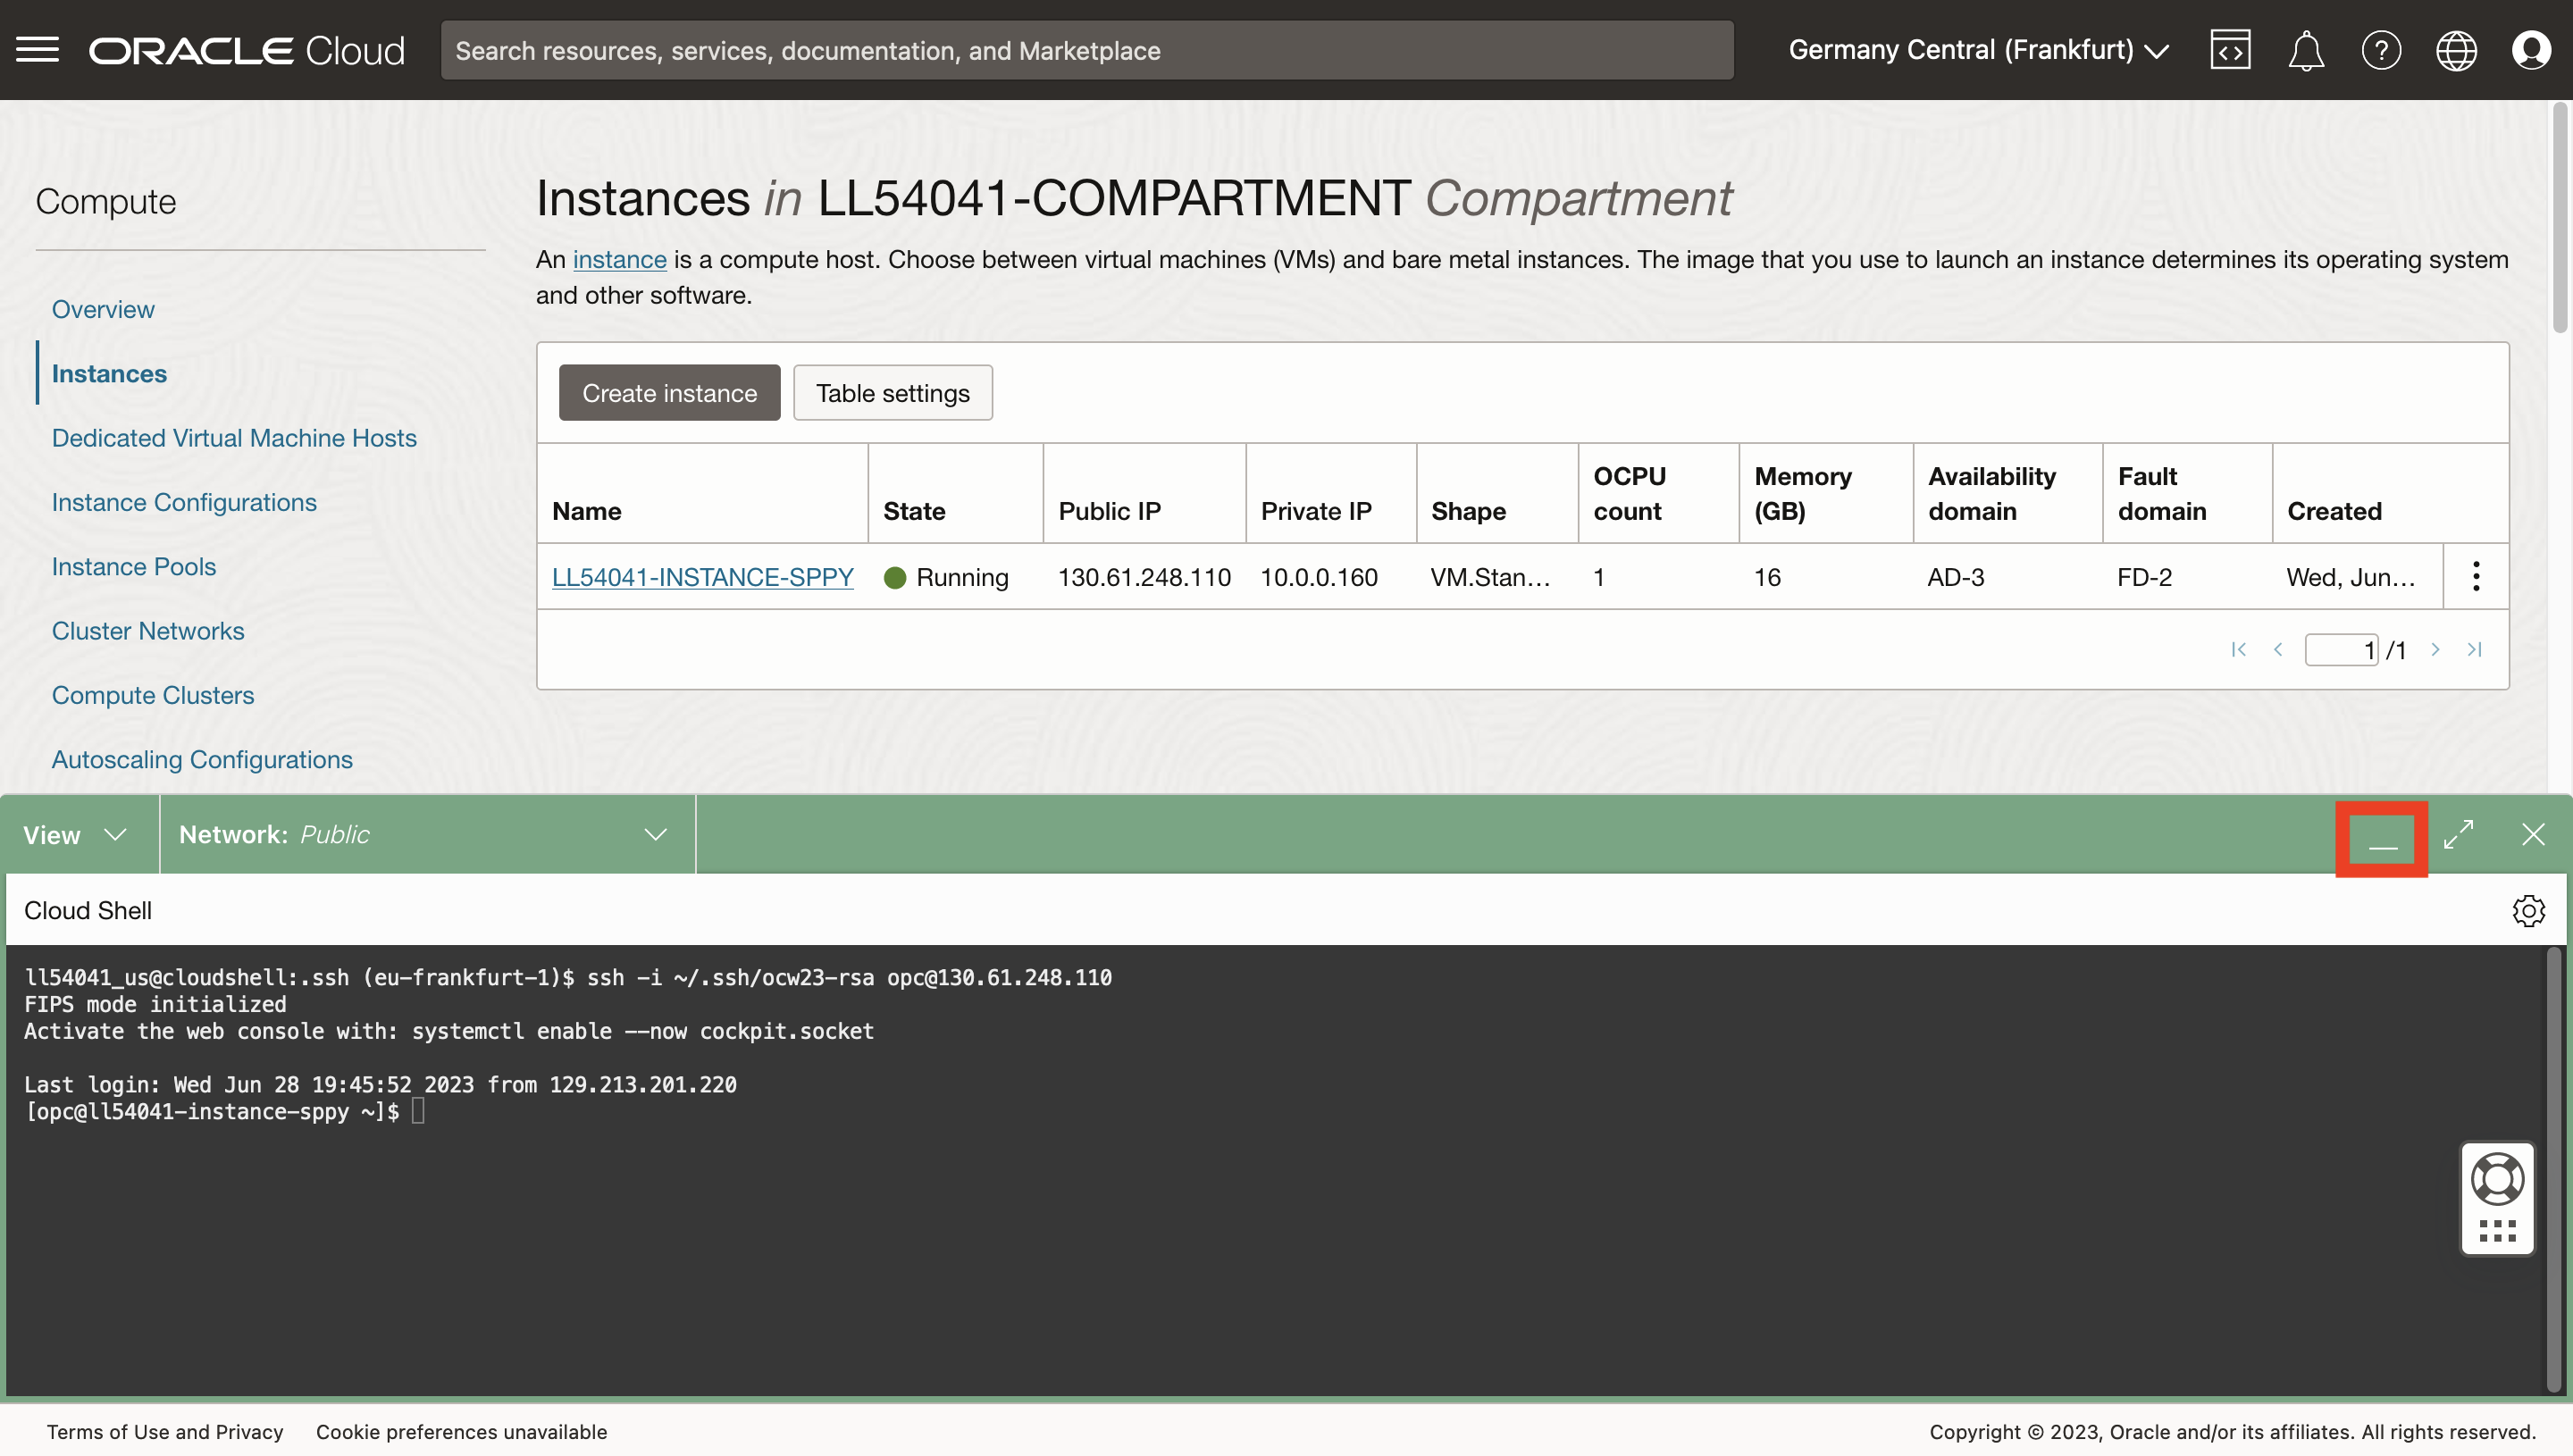 ORACLE Cloud
Search resources, services, documentation, and Marketplace
Germany Central (Frankfurt)
Compute
Overview
Instances
Dedicated Virtual Machine Hosts
Instance Configurations
Instance Pools
Cluster Networks
Compute Clusters
Autoscaling Configurations
Instances in LL54041-COMPARTMENT Compartment
An instance is a compute host. Choose between virtual machines (VMs) and bare metal instances. The image that you use to launch an instance determines its operating system
and other software.
Create instance Table settings
Name State Public IP Private IP Shape OCPU count Memory (GB) Availability domain Fault domain Created
LL54041-INSTANCE-SPPY Running 130.61.248.110 10.0.0.160 VM.Stan... 1 16 AD-3 FD-2 Wed, Jun...
1 /1
View Network: Public
Cloud Shell
ll54041_us@cloudshell:.ssh (eu-frankfurt-1)$ ssh -i ~/.ssh/ocw23-rsa opc@130.61.248.110
FIPS mode initialized
Activate the web console with: systemctl enable --now cockpit.socket
Last login: Wed Jun 28 19:45:52 2023 from 129.213.201.220
[opc@ll54041-instance-sppy ~]$
Terms of Use and Privacy Cookie preferences unavailable
Copyright © 2023, Oracle and/or its affiliates. All rights reserved.